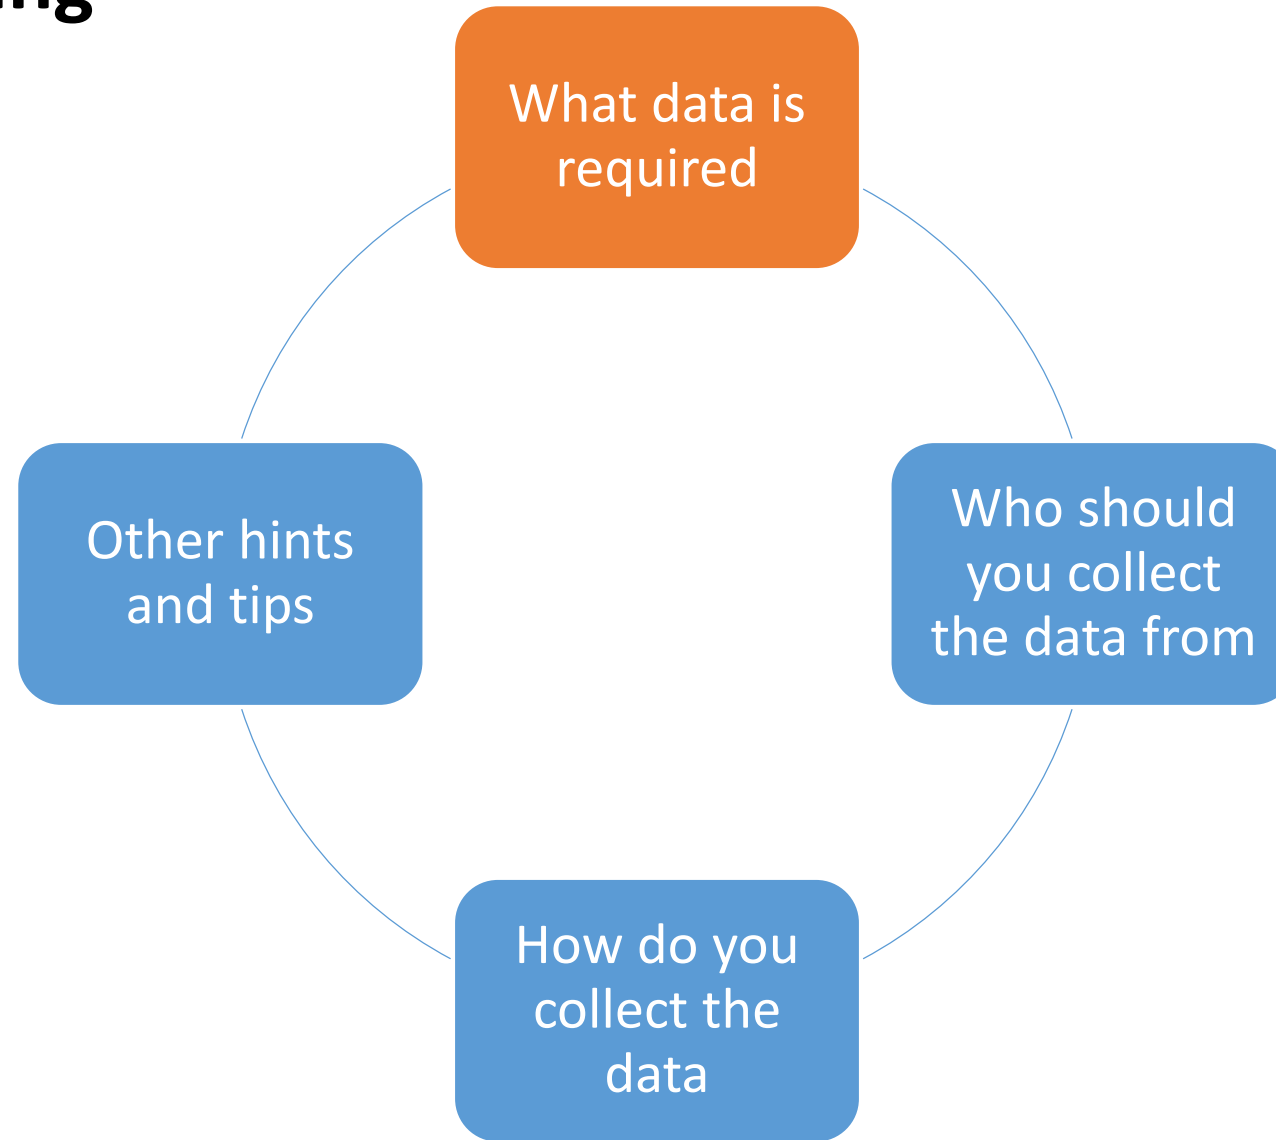 What data is
required
Who should
you collect
the data from
How do you
collect the
data
Other hints
and tips